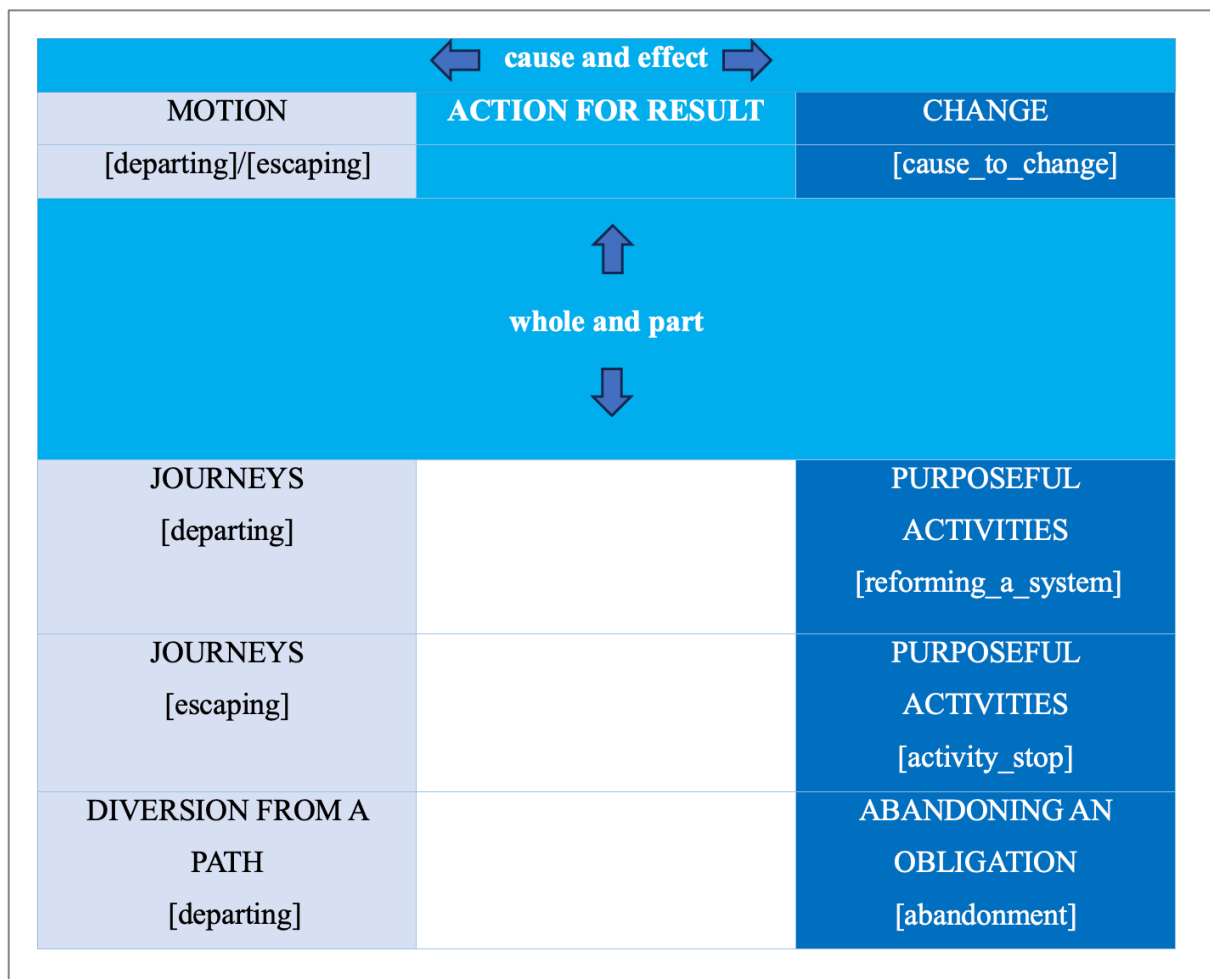 cause and effect
MOTION ACTION FOR RESULT CHANGE
[departing]/[escaping] [cause_to_change]
whole and part
JOURNEYS
[departing]
PURPOSEFUL
ACTIVITIES
[reforming_a_system]
JOURNEYS
[escaping]
PURPOSEFUL
ACTIVITIES
[activity_stop]
DIVERSION FROM A
PATH
[departing]
ABANDONING AN
OBLIGATION
[abandonment]